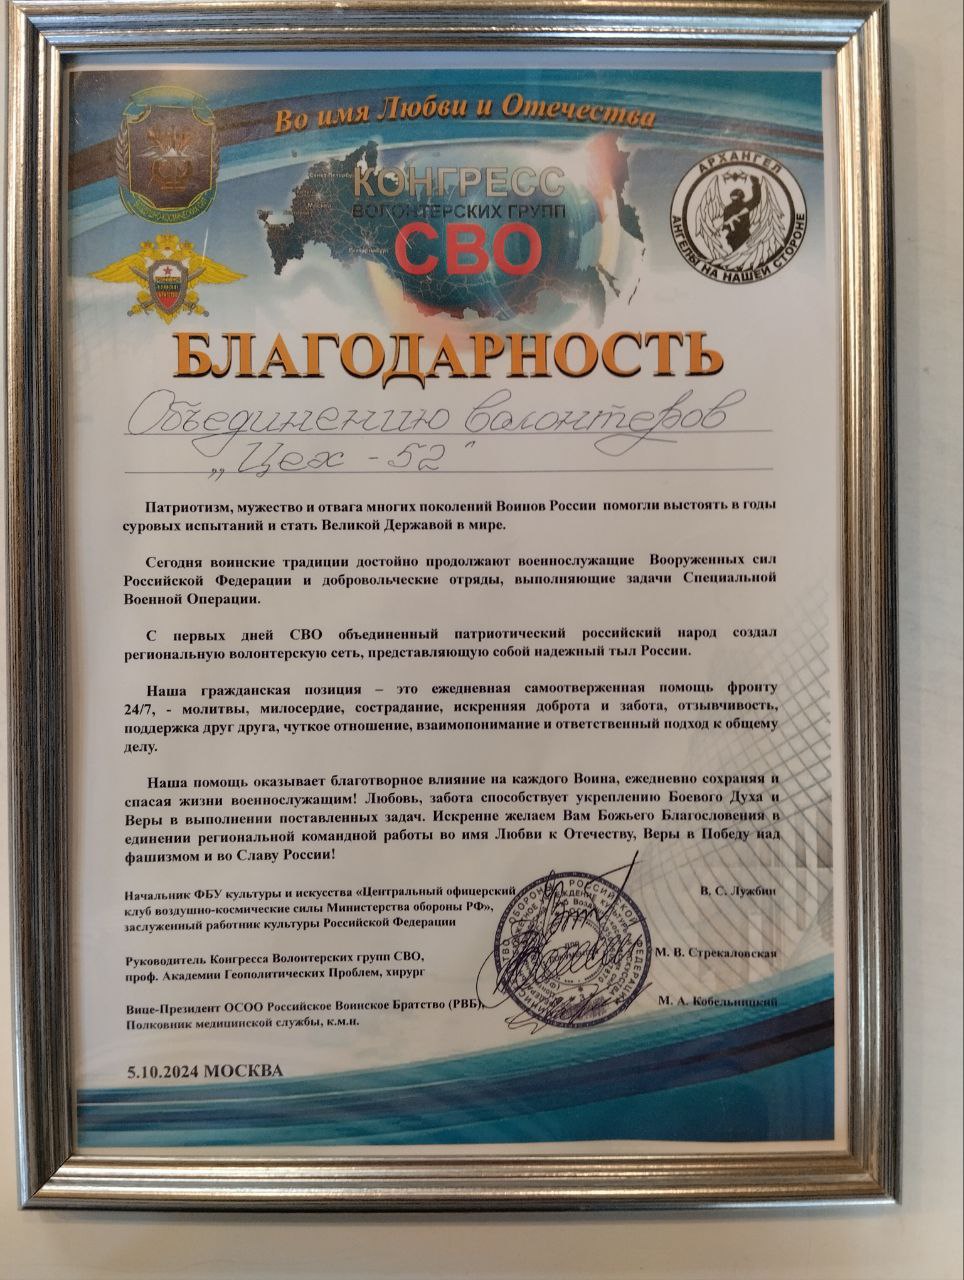 Во имя Любви и Отечества
КОНГРЕСС
ВОЛОНТЕРСКИХ ГРУПП
СВО
АРХАНГЕЛ
АНГЕЛЫ НА НАШЕЙ СТОРОНЕ
БЛАГОДАРНОСТЬ
Объединению волонтеров
„Цех - 52"
Патриотизм, мужество и отвага многих поколений Воинов России помогли выстоять в годы
суровых испытаний и стать Великой Державой в мире.
Сегодня воинские традиции достойно продолжают военнослужащие Вооруженных сил
Российской Федерации и добровольческие отряды, выполняющие задачи Специальной
Военной Операции.
С первых дней СВО объединенный патриотический российский народ создал
региональную волонтерскую сеть, представляющую собой надежный тыл России.
Наша гражданская позиция – это ежедневная самоотверженная помощь фронту
24/7, - молитвы, милосердие, сострадание, искренняя доброта и забота, отзывчивость,
поддержка друг друга, чуткое отношение, взаимопонимание и ответственный подход к общему
делу.
Наша помощь оказывает благотворное влияние на каждого Воина, ежедневно сохраняя и
спасая жизни военнослужащим! Любовь, забота способствует укреплению Боевого Духа и
Веры в выполнении поставленных задач. Искренне желаем Вам Божьего Благословения в
единении региональной командной работы во имя Любви к Отечеству, Веры в Победу над
фашизмом и во Славу России!
Начальник ФБУ культуры и искусства «Центральный офицерский
клуб воздушно-космические силы Министерства обороны РФ»,
заслуженный работник культуры Российской Федерации
В. С. Лужбин
Руководитель Конгресса Волонтерских групп СВО,
проф. Академии Геополитических Проблем, хирург
М. В. Стрекаловская
Вице-Президент ОСОО Российское Воинское Братство (РВБ),
Полковник медицинской службы, к.м.н.
М. А. Кобельницкий
5.10.2024 МОСКВА